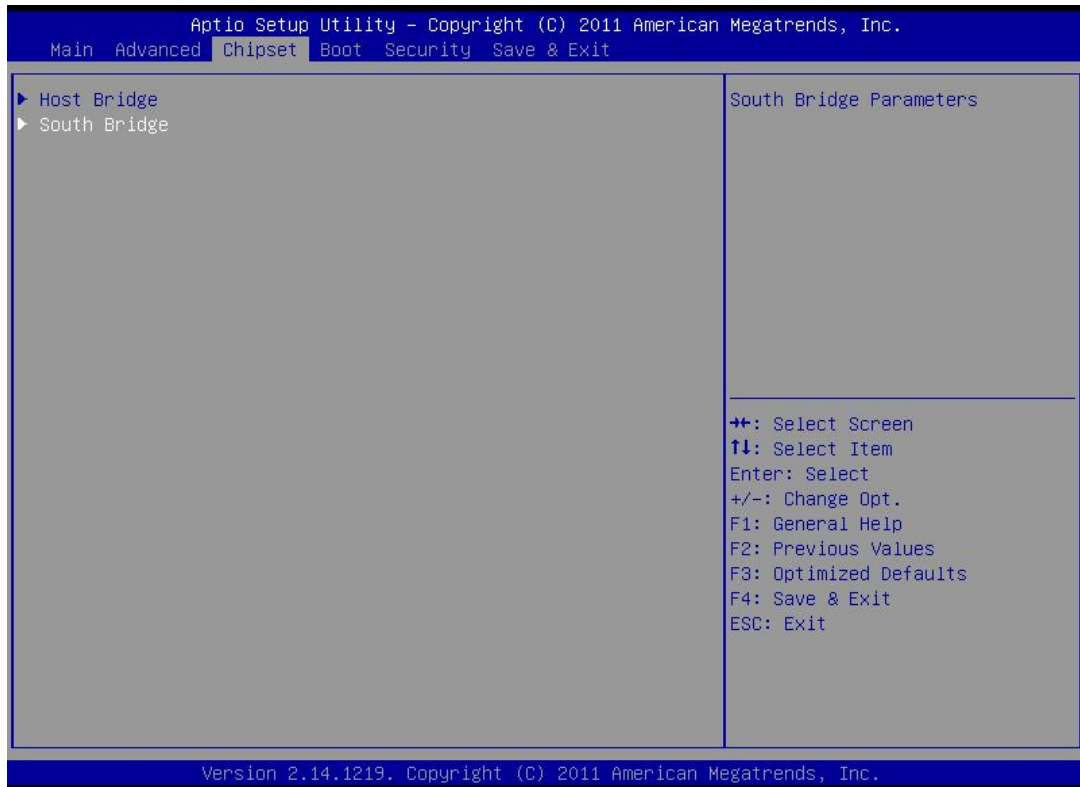 Aptio Setup Utility – Copyright (C) 2011 American Megatrends, Inc.
Main Advanced Chipset Boot Security Save & Exit
► Host Bridge
► South Bridge
South Bridge Parameters
→←: Select Screen
↑↓: Select Item
Enter: Select
+/-: Change Opt.
F1: General Help
F2: Previous Values
F3: Optimized Defaults
F4: Save & Exit
ESC: Exit
Version 2.14.1219. Copyright (C) 2011 American Megatrends, Inc.